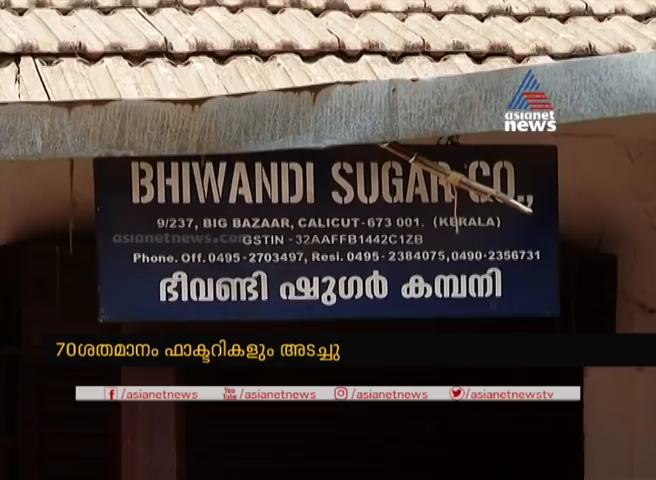 asianet
news
BHIWANDI SUGAR CO.,
9/237, BIG BAZAAR, CALICUT-673 001. (KERALA)
asianetnews.com
GSTIN -32AAFFB1442C1ZB
Phone. Off. 0495-2703497, Resi. 0495-2384075,0490-2356731
ഭീവണ്ടി ഷുഗർ കമ്പനി
70ശതമാനം ഫാക്ടറികളും അടച്ചു
f/asianetnews YouTube/asianetnews /asianetnews /asianetnewstv